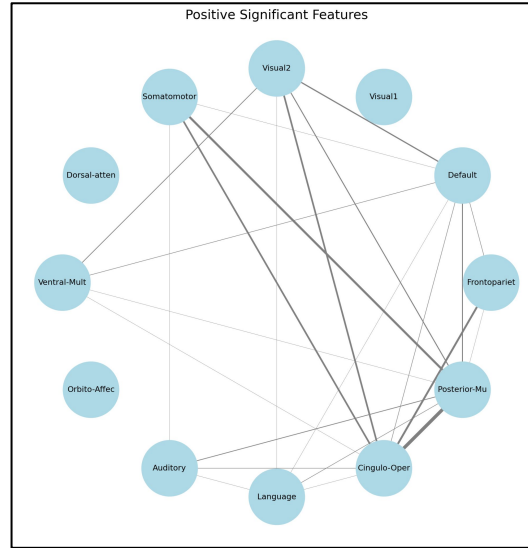 Positive Significant Features
Visual2
Somatomotor
Visual1
Dorsal-atten
Default
Ventral-Mult
Frontopariet
Orbito-Affec
Posterior-Mu
Auditory
Cingulo-Oper
Language